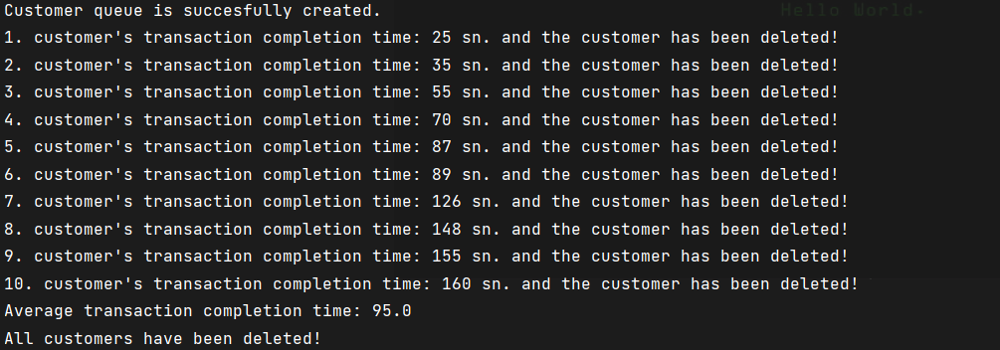 Customer queue is succesfully created.
Hello World.
1. customer's transaction completion time: 25 sn. and the customer has been deleted!
2. customer's transaction completion time: 35 sn. and the customer has been deleted!
3. customer's transaction completion time: 55 sn. and the customer has been deleted!
4. customer's transaction completion time: 70 sn. and the customer has been deleted!
5. customer's transaction completion time: 87 sn. and the customer has been deleted!
6. customer's transaction completion time: 89 sn. and the customer has been deleted!
7. customer's transaction completion time: 126 sn. and the customer has been deleted!
8. customer's transaction completion time: 148 sn. and the customer has been deleted!
9. customer's transaction completion time: 155 sn. and the customer has been deleted!
10. customer's transaction completion time: 160 sn. and the customer has been deleted!
Average transaction completion time: 95.0
All customers have been deleted!